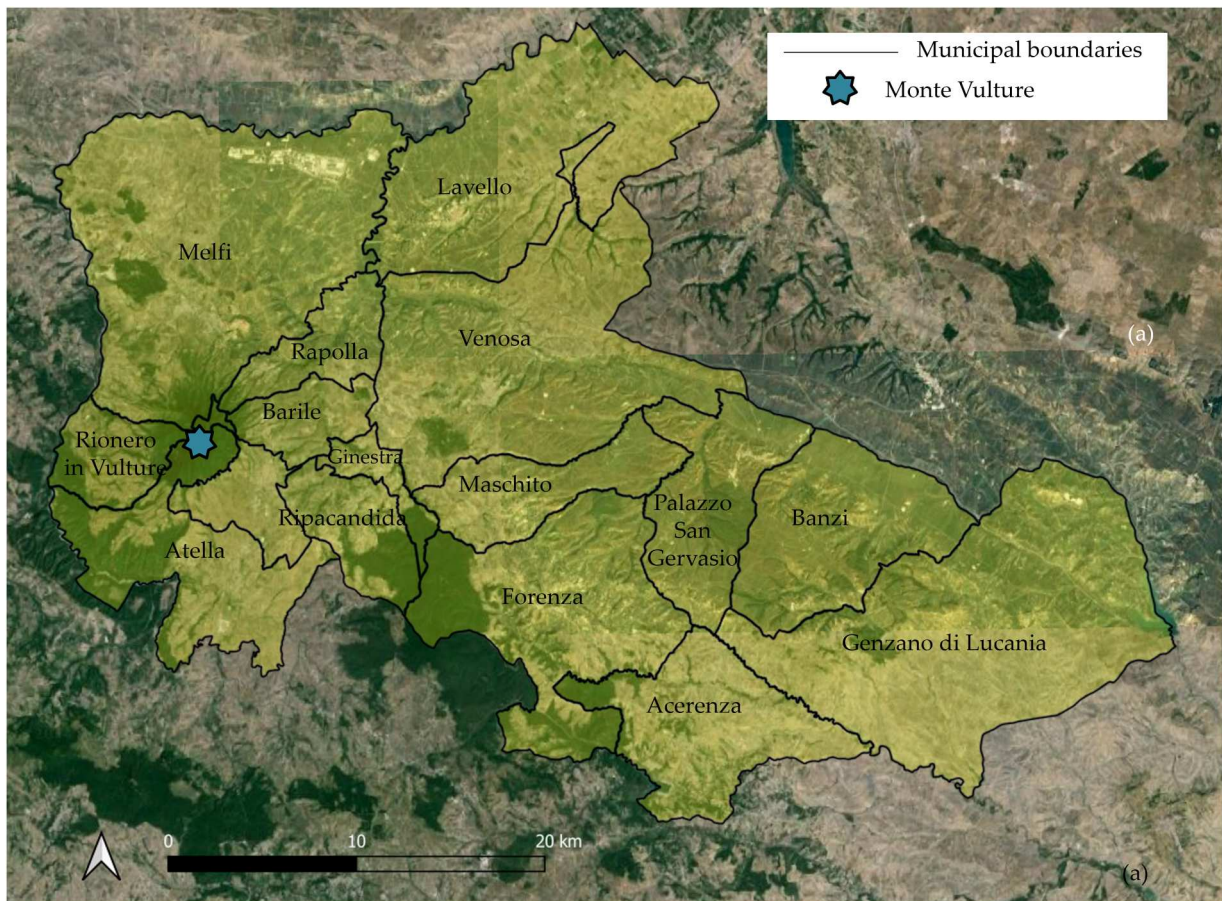 Municipal boundaries
Monte Vulture
Lavello
Melfi
(a)
Venosa
Rapolla
Barile
Rionero
in Vulture
Ginestra
Maschito
Palazzo
San
Gervasio
Banzi
Ripacandida
Atella
Forenza
Genzano di Lucania
Acerenza
0
10
20 km
(a)